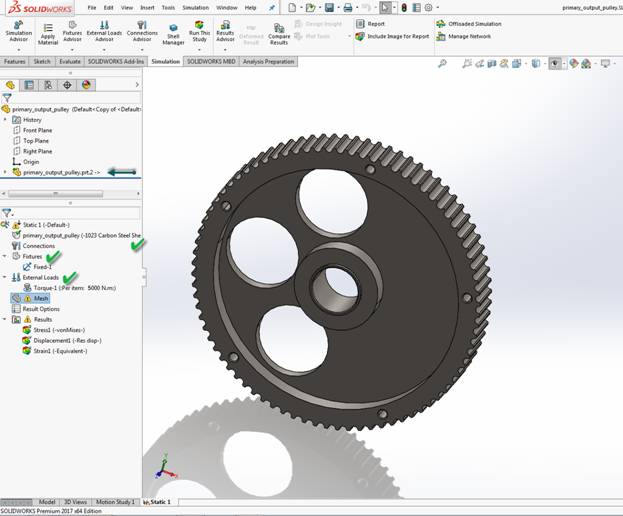 SOLIDWORKS File Edit View Insert Tools Simulation Window Help primary_output_pulley.SL
Simulation Advisor
Apply Material
Fixtures Advisor
External Loads Advisor
Connections Advisor
Shell Manager
Run This Study
Results Advisor
Deformed Result
Compare Results
Design Insight
Plot Tools
Report
Include Image for Report
Offloaded Simulation
Manage Network
Features Sketch Evaluate SOLIDWORKS Add-Ins Simulation SOLIDWORKS MBD Analysis Preparation
primary_output_pulley (Default<Copy of <Default
History
Front Plane
Top Plane
Right Plane
Origin
primary_output_pulley.prt.2 ->
Static 1 (-Default-)
primary_output_pulley (-1023 Carbon Steel She
Connections
Fixtures
Fixed-1
External Loads
Torque-1 (:Per item: 5000 N.m:)
Mesh
Result Options
Results
Stress1 (-vonMises-)
Displacement1 (-Res disp-)
Strain1 (-Equivalent-)
Y
X
Z
Model 3D Views Motion Study 1 Static 1
SOLIDWORKS Premium 2017 x64 Edition